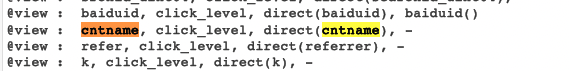 @view : baiduid, click_level, direct(baiduid), baiduid()
@view : cntname, click_level, direct(cntname), –
@view : refer, click_level, direct(referrer), –
@view : k, click_level, direct(k), –